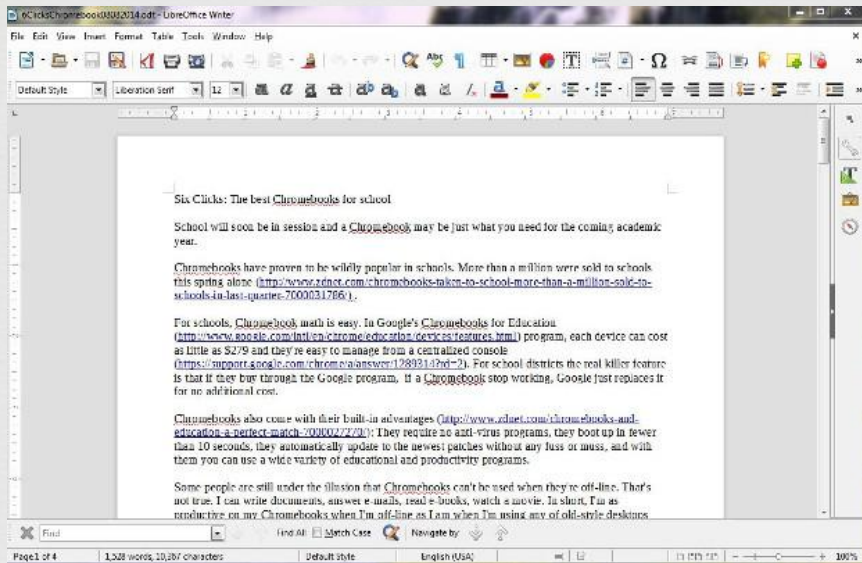 6ClicksChromebook08082014.odt - LibreOffice Writer
File Edit View Insert Format Table Tools Window Help
Default Style Liberation Serif 12
Six Clicks: The best Chromebooks for school
School will soon be in session and a Chromebook may be just what you need for the coming academic
year.
Chromebooks have proven to be wildly popular in schools. More than a million were sold to schools
this spring alone (http://www.zdnet.com/chromebooks-taken-to-school-more-than-a-million-sold-to-
schools-in-last-quarter-7000031786/) .
For schools, Chromebook math is easy. In Google's Chromebooks for Education
(http://www.google.com/intl/en/chrome/education/devices/features.html) program, each device can cost
as little as $279 and they're easy to manage from a centralized console
(https://support.google.com/chrome/a/answer/1289314?rd=2). For school districts the real killer feature
is that if they buy through the Google program, if a Chromebook stop working, Google just replaces it
for no additional cost.
Chromebooks also come with their built-in advantages (http://www.zdnet.com/chromebooks-and-
education-a-perfect-match-7000027270/): They require no anti-virus programs, they boot up in fewer
than 10 seconds, they automatically update to the newest patches without any fuss or muss, and with
them you can use a wide variety of educational and productivity programs.
Some people are still under the illusion that Chromebooks can't be used when they're off-line. That's
not true. I can write documents, answer e-mails, read e-books, watch a movie. In short, I'm as
productive on my Chromebooks when I'm off-line as I am when I'm using any of old-style desktops
Find Find All Match Case Navigate by
Page 1 of 4 1,528 words, 10,367 characters Default Style English (USA) 100%